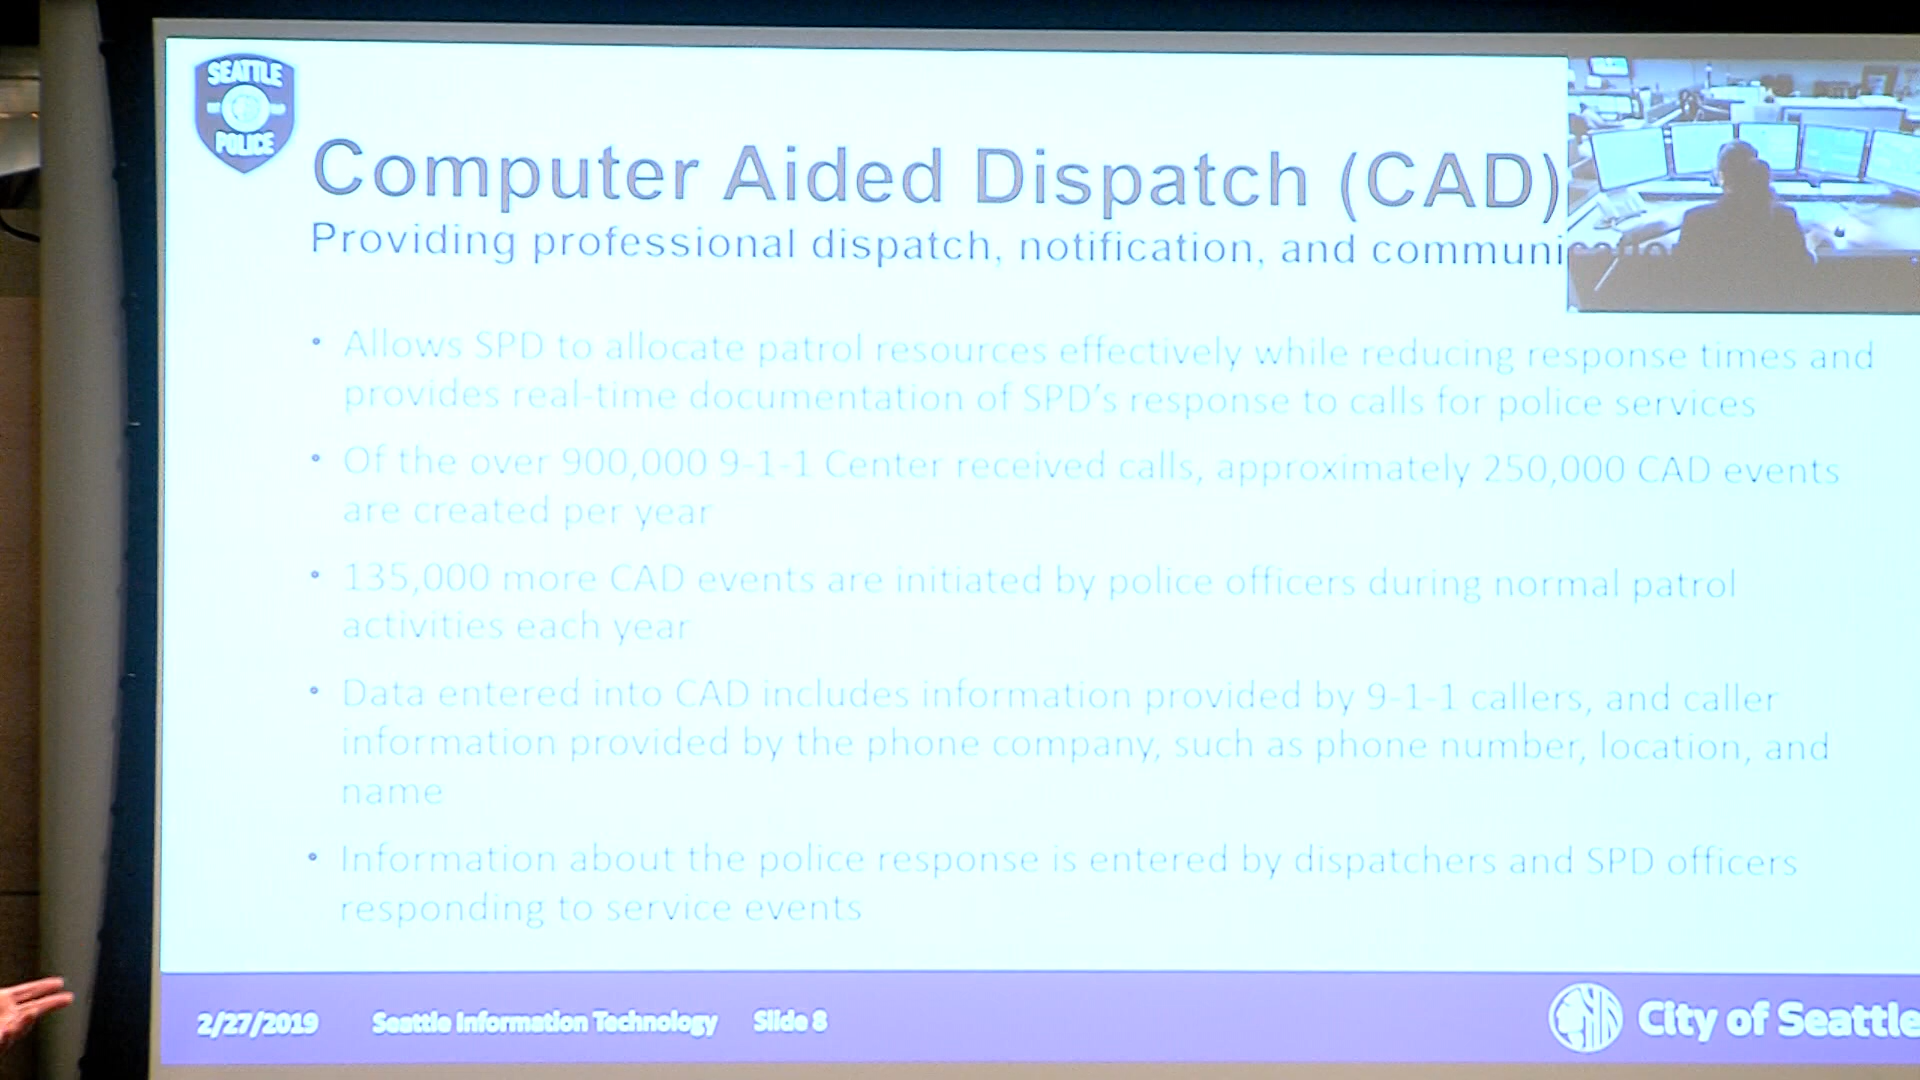 SEATTLE
POLICE
Computer Aided Dispatch (CAD)
Providing professional dispatch, notification, and
• Allows SPD to allocate patrol resources effectively while reducing response times and
provides real-time documentation of SPD's response to calls for police services
• Of the over 900,000 9-1-1 Center received calls, approximately 250,000 CAD events
are created per year
• 135,000 more CAD events are initiated by police officers during normal patrol
activities each year
• Data entered into CAD includes information provided by 9-1-1 callers, and caller
information provided by the phone company, such as phone number, location, and
name
• Information about the police response is entered by dispatchers and SPD officers
responding to service events
2/27/2019 Seattle Information Technology Slide 8
City of Seattle